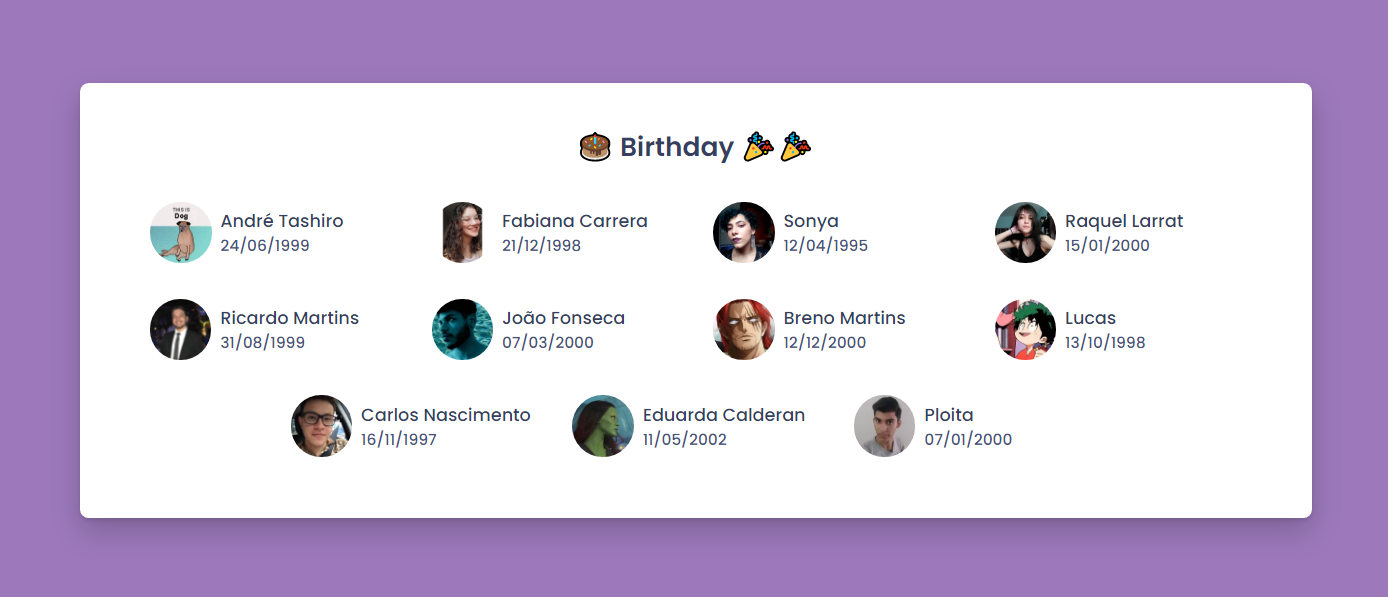 Birthday
THIS IS
Dog
André Tashiro
24/06/1999
Fabiana Carrera
21/12/1998
Sonya
12/04/1995
Raquel Larrat
15/01/2000
Ricardo Martins
31/08/1999
João Fonseca
07/03/2000
Breno Martins
12/12/2000
Lucas
13/10/1998
Carlos Nascimento
16/11/1997
Eduarda Calderan
11/05/2002
Ploita
07/01/2000